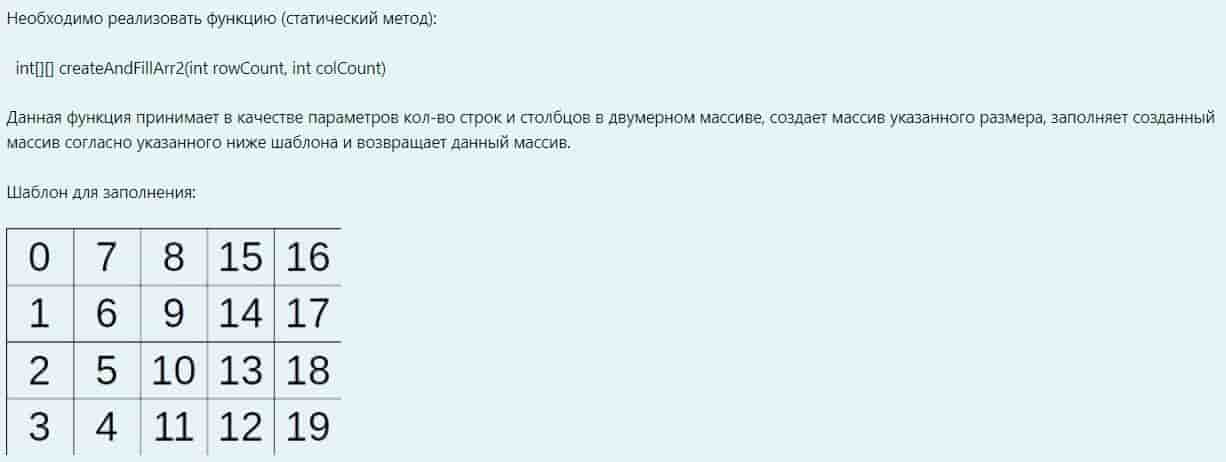 Необходимо реализовать функцию (статический метод):
int[][] createAndFillArr2(int rowCount, int colCount)
Данная функция принимает в качестве параметров кол-во строк и столбцов в двумерном массиве, создает массив указанного размера, заполняет созданный
массив согласно указанного ниже шаблона и возвращает данный массив.
Шаблон для заполнения:
0 7 8 15 16
1 6 9 14 17
2 5 10 13 18
3 4 11 12 19